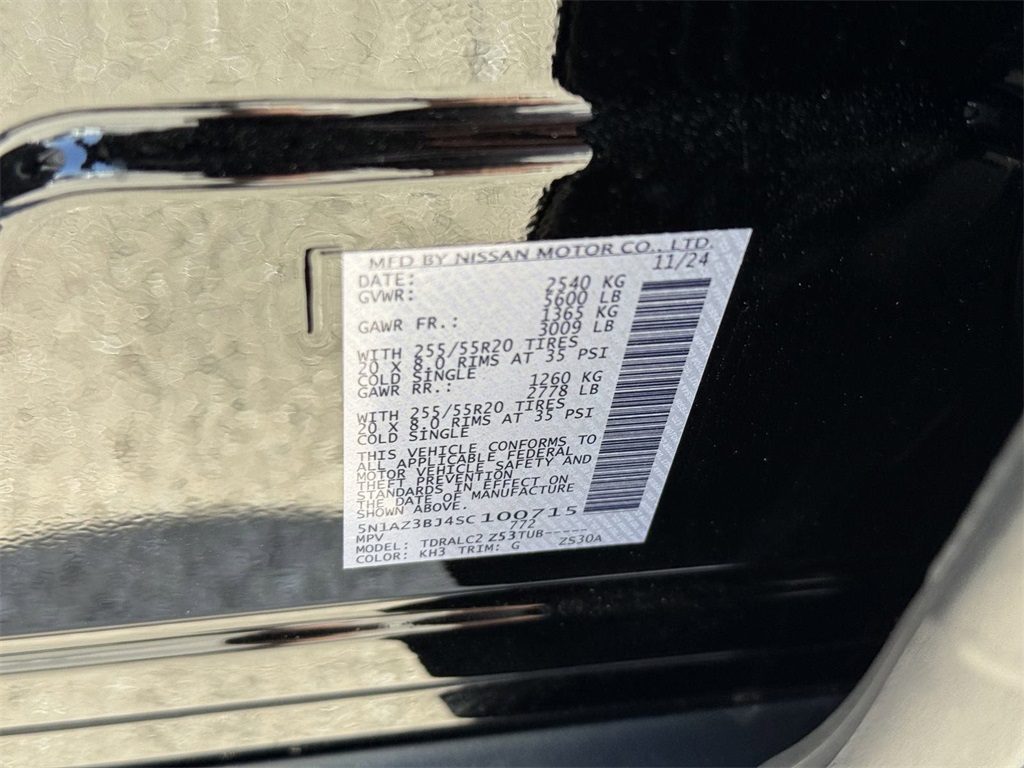 MFD BY NISSAN MOTOR CO., LTD.
DATE: 11/24
GVWR: 2540 KG
5600 LB
GAWR FR.: 1365 KG
3009 LB
WITH 255/55R20 TIRES
20 X 8.0 RIMS AT 35 PSI
COLD SINGLE
GAWR RR.: 1260 KG
2778 LB
WITH 255/55R20 TIRES
20 X 8.0 RIMS AT 35 PSI
COLD SINGLE
THIS VEHICLE CONFORMS TO
ALL APPLICABLE FEDERAL
MOTOR VEHICLE SAFETY AND
THEFT PREVENTION
STANDARDS IN EFFECT ON
THE DATE OF MANUFACTURE
SHOWN ABOVE.
5N1AZ3BJ4SC100715
MPV 772
MODEL: TDRALC2 Z53TUB-----
COLOR: KH3 TRIM: G ZS30A